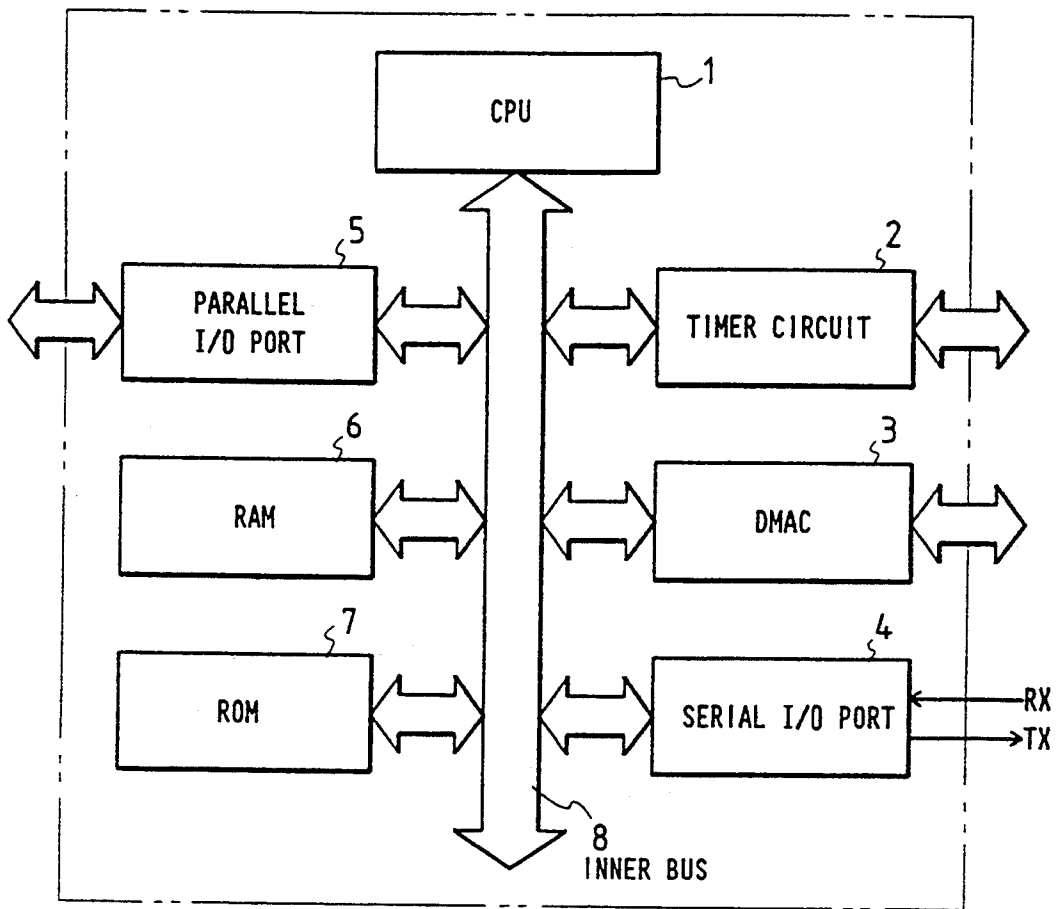 1
CPU
5
2
PARALLEL
I/O PORT
TIMER CIRCUIT
6
3
RAM
DMAC
7
4
ROM
SERIAL I/O PORT
RX
TX
8
INNER BUS